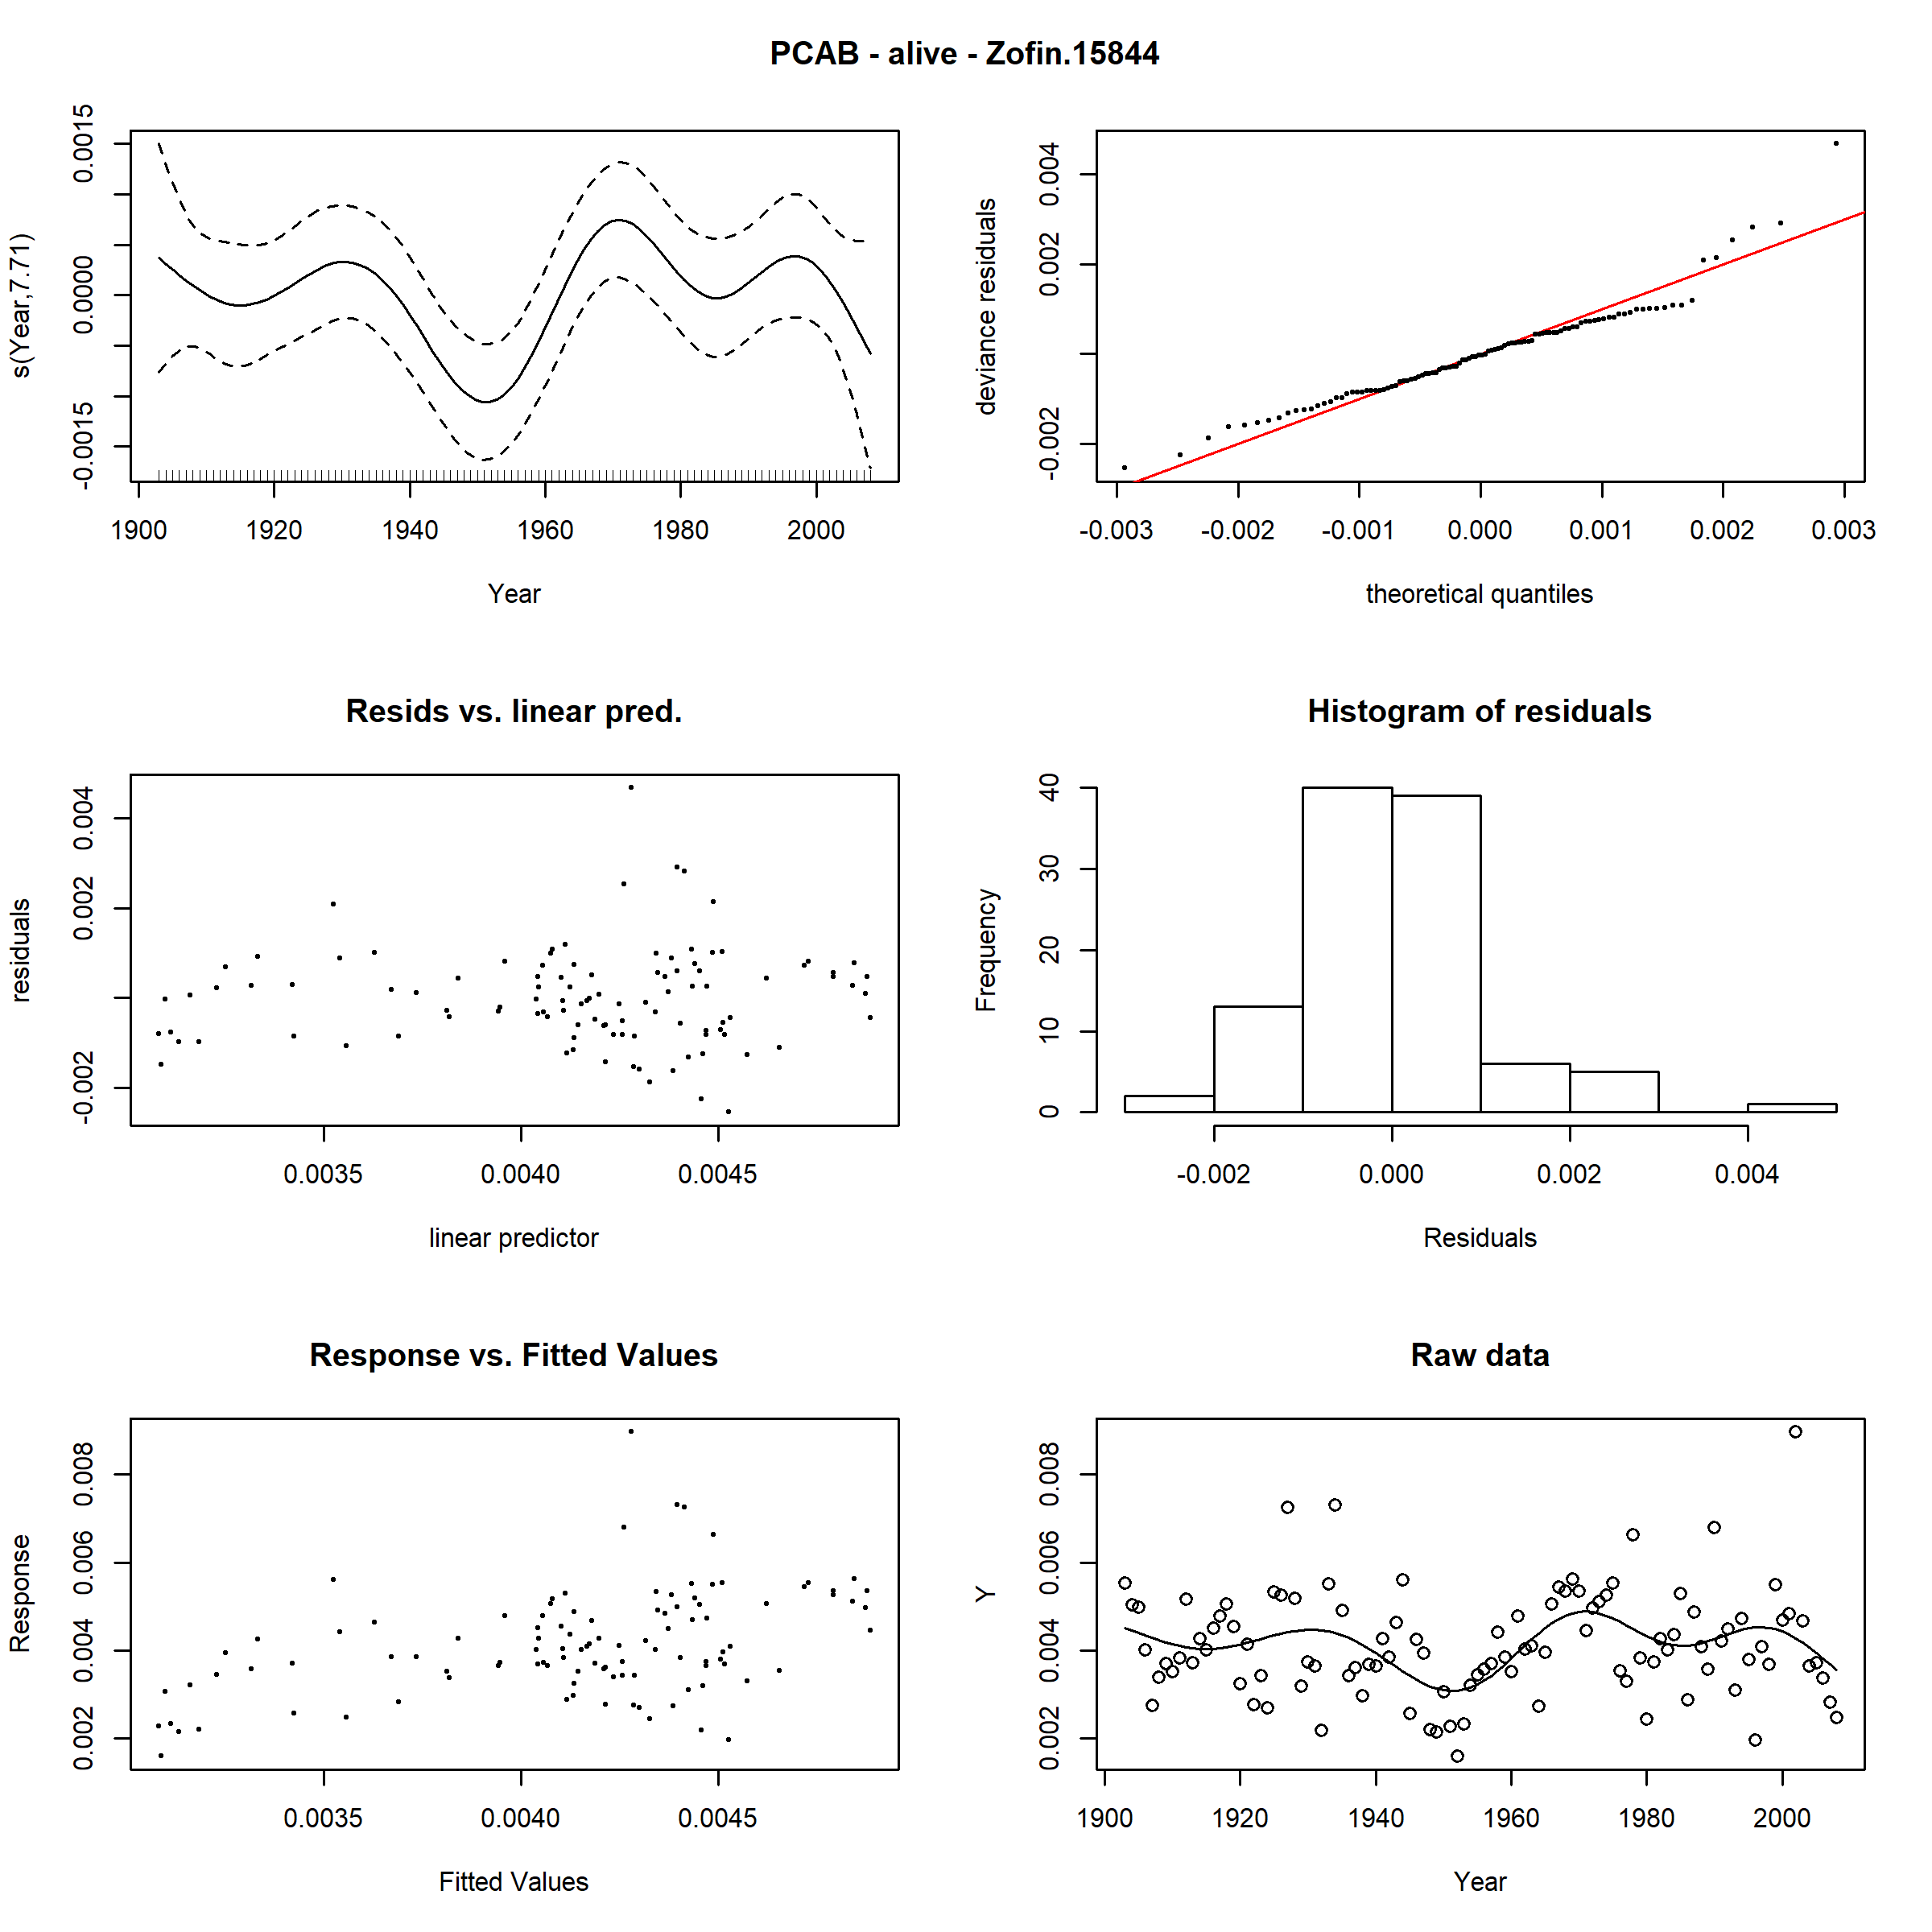 PCAB - alive - Zofin.15844
s(Year,7.71)
-0.0015 0.0000 0.0015
1900 1920 1940 1960 1980 2000
Year
deviance residuals
-0.002 0.002 0.004
-0.003 -0.002 -0.001 0.000 0.001 0.002 0.003
theoretical quantiles
Resids vs. linear pred.
residuals
-0.002 0.002 0.004
0.0035 0.0040 0.0045
linear predictor
Histogram of residuals
Frequency
0 10 20 30 40
-0.002 0.000 0.002 0.004
Residuals
Response vs. Fitted Values
Response
0.002 0.004 0.006 0.008
0.0035 0.0040 0.0045
Fitted Values
Raw data
Y
0.002 0.004 0.006 0.008
1900 1920 1940 1960 1980 2000
Year